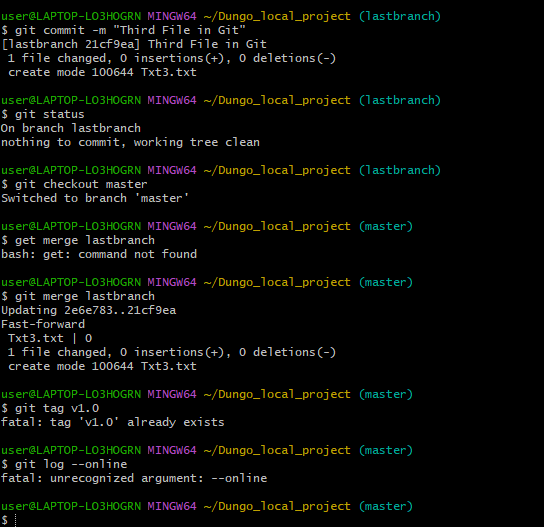 user@LAPTOP-LO3HOGRN MINGW64 ~/Dungo_local_project (lastbranch)
$ git commit -m "Third File in Git"
[lastbranch 21cf9ea] Third File in Git
 1 file changed, 0 insertions(+), 0 deletions(-)
 create mode 100644 Txt3.txt
user@LAPTOP-LO3HOGRN MINGW64 ~/Dungo_local_project (lastbranch)
$ git status
On branch lastbranch
nothing to commit, working tree clean
user@LAPTOP-LO3HOGRN MINGW64 ~/Dungo_local_project (lastbranch)
$ git checkout master
Switched to branch 'master'
user@LAPTOP-LO3HOGRN MINGW64 ~/Dungo_local_project (master)
$ get merge lastbranch
bash: get: command not found
user@LAPTOP-LO3HOGRN MINGW64 ~/Dungo_local_project (master)
$ git merge lastbranch
Updating 2e6e783..21cf9ea
Fast-forward
 Txt3.txt | 0
 1 file changed, 0 insertions(+), 0 deletions(-)
 create mode 100644 Txt3.txt
user@LAPTOP-LO3HOGRN MINGW64 ~/Dungo_local_project (master)
$ git tag v1.0
fatal: tag 'v1.0' already exists
user@LAPTOP-LO3HOGRN MINGW64 ~/Dungo_local_project (master)
$ git log --online
fatal: unrecognized argument: --online
user@LAPTOP-LO3HOGRN MINGW64 ~/Dungo_local_project (master)
$